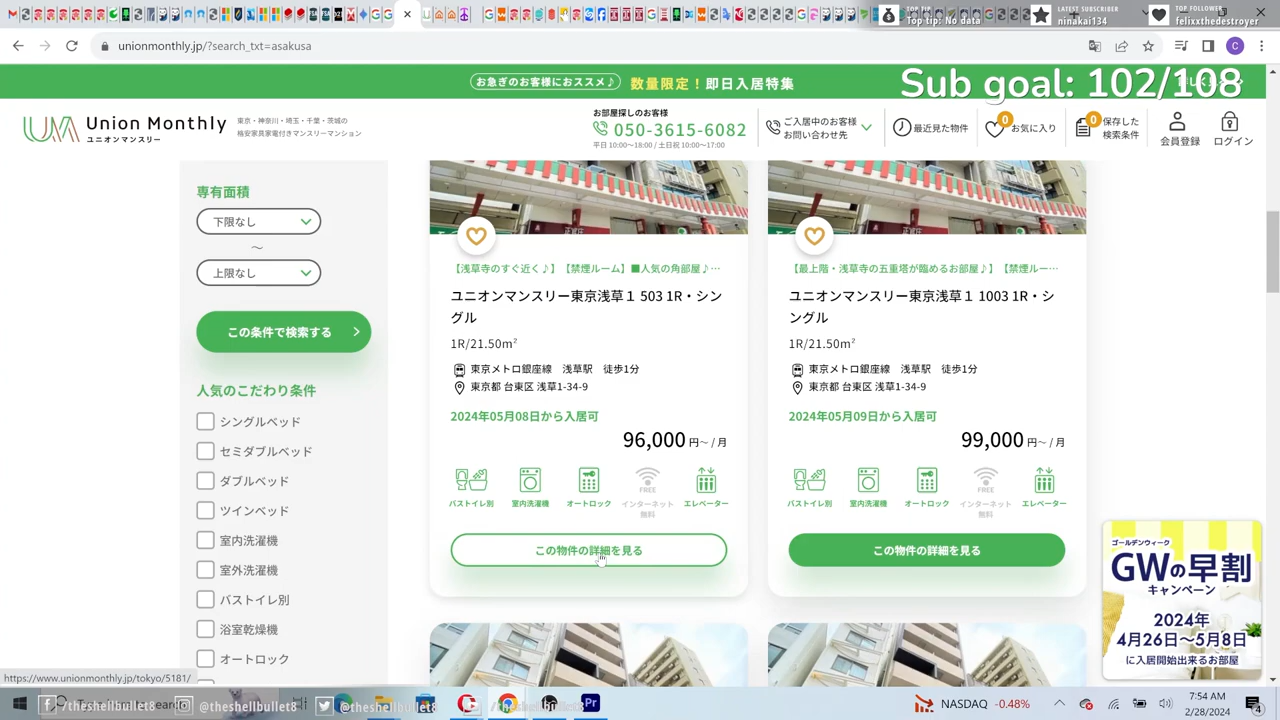 TOP TIP: No data
ninakai134
TOP FOLLOWER
felixxthedestroyer
unionmonthly.jp/?search_txt=asakusa
お急ぎのお客様におススメ♪ 数量限定！即日入居特集
Sub goal: 102/108
Union Monthly
ユニオンマンスリー
東京・神奈川・埼玉・千葉・茨城の
格安家具家電付きマンスリーマンション
お部屋探しのお客様
050-3615-6082
平日 10:00〜18:00 / 土日祝 10:00〜17:00
ご入居中のお客様
お問い合わせ先
最近見た物件
0
お気に入り
0
保存した
検索条件
会員登録
ログイン
専有面積
下限なし
〜
上限なし
この条件で検索する
人気のこだわり条件
シングルベッド
セミダブルベッド
ダブルベッド
ツインベッド
室内洗濯機
室外洗濯機
バストイレ別
浴室乾燥機
オートロック
【浅草寺のすぐ近く♪】【禁煙ルーム】■人気の角部屋♪…
ユニオンマンスリー東京浅草１ 503 1R・シン
グル
1R/21.50m²
東京メトロ銀座線　浅草駅　徒歩1分
東京都 台東区 浅草1-34-9
2024年05月08日から入居可
96,000 円〜 / 月
バストイレ別
室内洗濯機
オートロック
FREE
インターネット
無料
エレベーター
この物件の詳細を見る
【最上階・浅草寺の五重塔が臨めるお部屋♪】【禁煙ルー…
ユニオンマンスリー東京浅草１ 1003 1R・シ
ングル
1R/21.50m²
東京メトロ銀座線　浅草駅　徒歩1分
東京都 台東区 浅草1-34-9
2024年05月09日から入居可
99,000 円〜 / 月
バストイレ別
室内洗濯機
オートロック
FREE
インターネット
無料
エレベーター
この物件の詳細を見る
ゴールデンウィーク
GWの早割
キャンペーン
2024年
4月26日〜5月8日
に入居開始出来るお部屋
https://www.unionmonthly.jp/tokyo/5181/
/theshellbullet8
@theshellbullet8
@theshellbullet8
/theshellbullet8
NASDAQ -0.48%
7:54 AM
2/28/2024
4